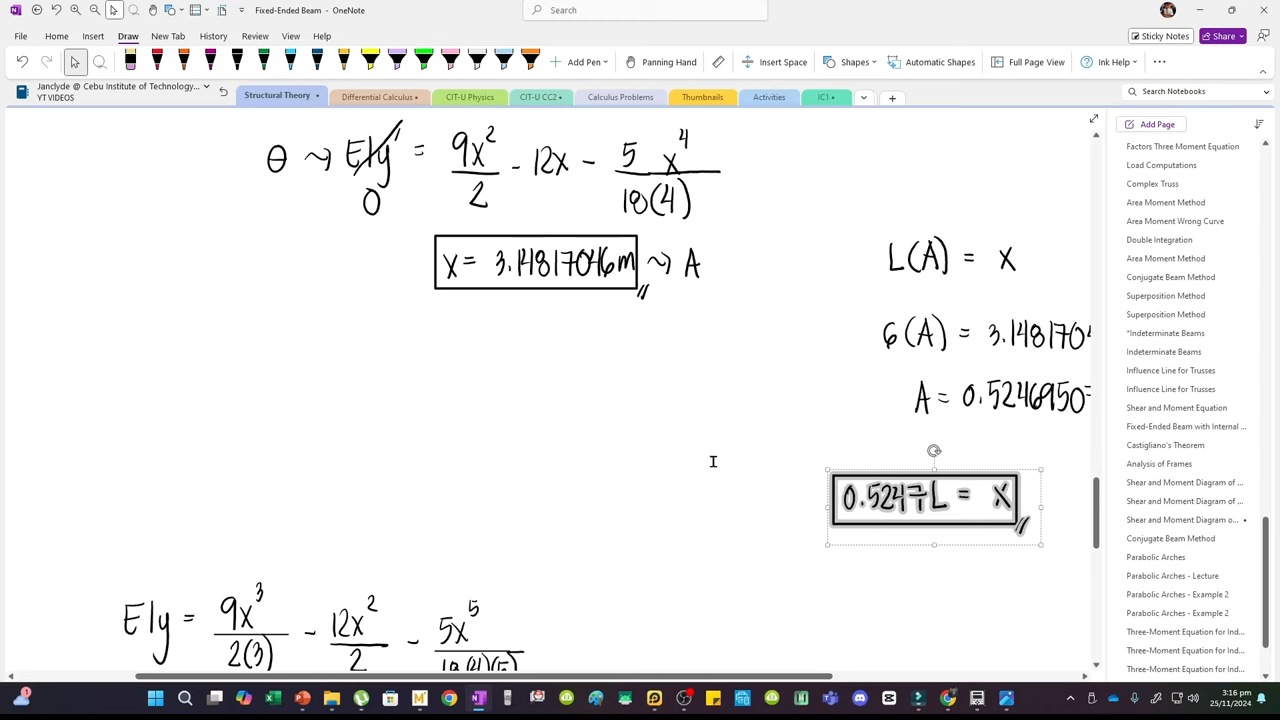 Fixed-Ended Beam - OneNote
Search
File Home Insert Draw New Tab History Review View Help
Sticky Notes Share
Add Pen Panning Hand Insert Space Shapes Automatic Shapes Full Page View Ink Help
Janclyde @ Cebu Institute of Technology...
YT VIDEOS
Structural Theory Differential Calculus CIT-U Physics CIT-U CC2 Calculus Problems Thumbnails Activities IC1
Search Notebooks
Add Page
Factors Three Moment Equation
Load Computations
Complex Truss
Area Moment Method
Area Moment Wrong Curve
Double Integration
Area Moment Method
Conjugate Beam Method
Superposition Method
Superposition Method
*Indeterminate Beams
Indeterminate Beams
Influence Line for Trusses
Influence Line for Trusses
Shear and Moment Equation
Fixed-Ended Beam with Internal ...
Castigliano's Theorem
Analysis of Frames
Shear and Moment Diagram of ...
Shear and Moment Diagram of ...
Shear and Moment Diagram o...
Conjugate Beam Method
Parabolic Arches
Parabolic Arches - Lecture
Parabolic Arches - Example 2
Parabolic Arches - Example 2
Three-Moment Equation for Ind...
Three-Moment Equation for Ind...
Three-Moment Equation for Ind...
θ ⤳ EIy' = 9x² / 2 - 12x - 5 x⁴ / 18(4)
0
x = 3.14817046m ⤳ A
L(A) = x
6(A) = 3.148170
A = 0.5246950
0.5247L = x
EIy = 9x³ / 2(3) - 12x² / 2 - 5x⁵ / 18(4)(5)
3:16 pm
25/11/2024